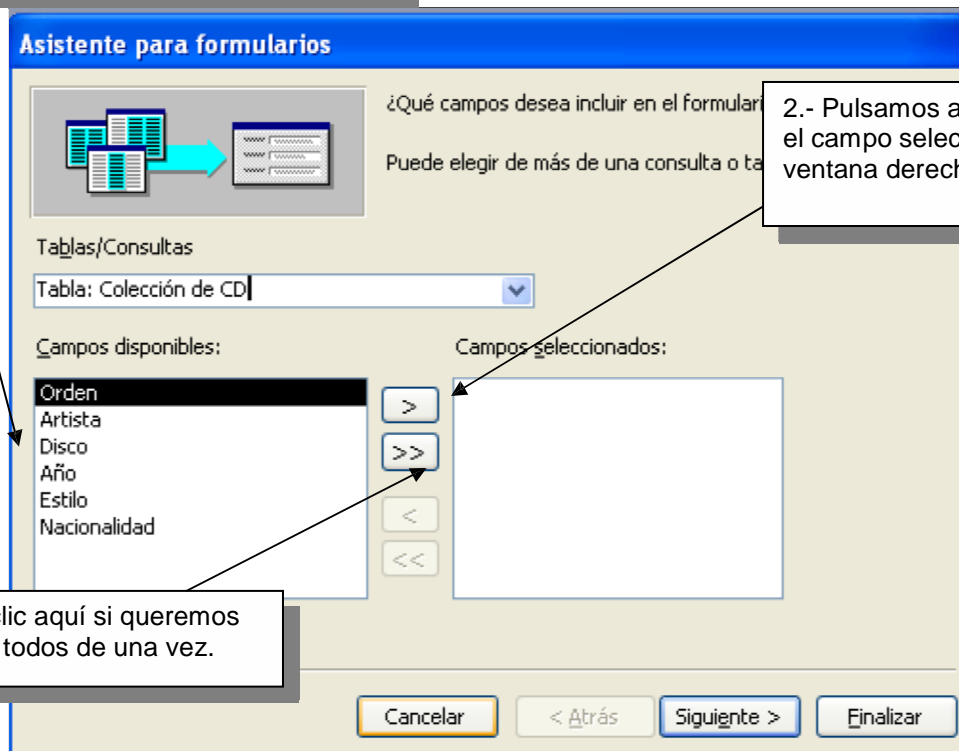 Asistente para formularios
¿Qué campos desea incluir en el formulari
Puede elegir de más de una consulta o ta
2.- Pulsamos a
el campo selec
ventana derech
Tablas/Consultas
Tabla: Colección de CD
Campos disponibles:
Campos seleccionados:
Orden
Artista
Disco
Año
Estilo
Nacionalidad
>
>>
<
<<
lic aquí si queremos
todos de una vez.
Cancelar
< Atrás
Siguiente >
Finalizar